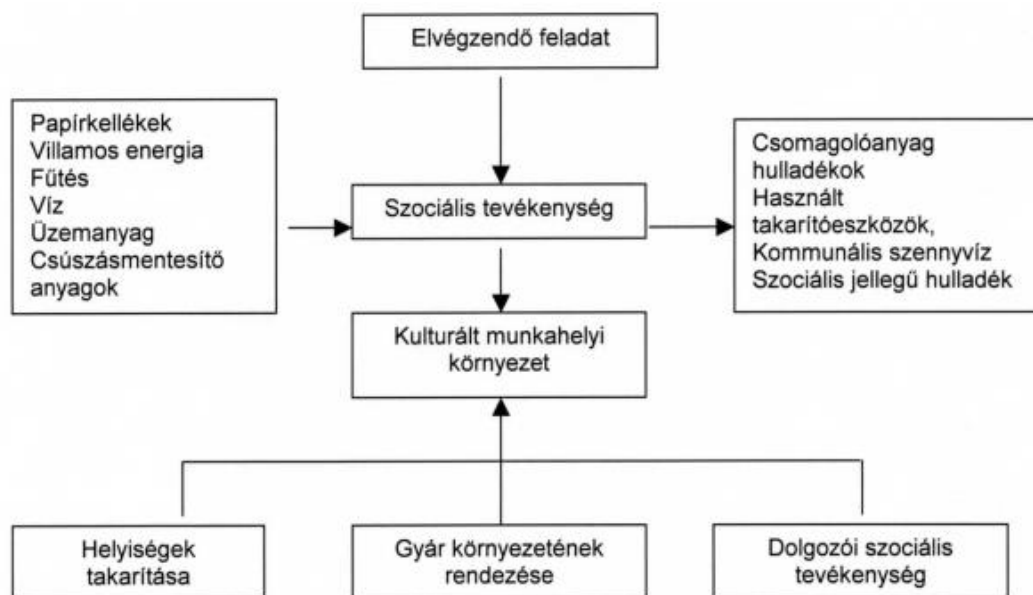 Elvégzendő feladat
Papírkellékek
Villamos energia
Fűtés
Víz
Üzemanyag
Csúszásmentesítő
anyagok
Szociális tevékenység
Csomagolóanyag
hulladékok
Használt
takarítóeszközök,
Kommunális szennyvíz
Szociális jellegű hulladék
Kulturált munkahelyi
környezet
Helyiségek
takarítása
Gyár környezetének
rendezése
Dolgozói szociális
tevékenység